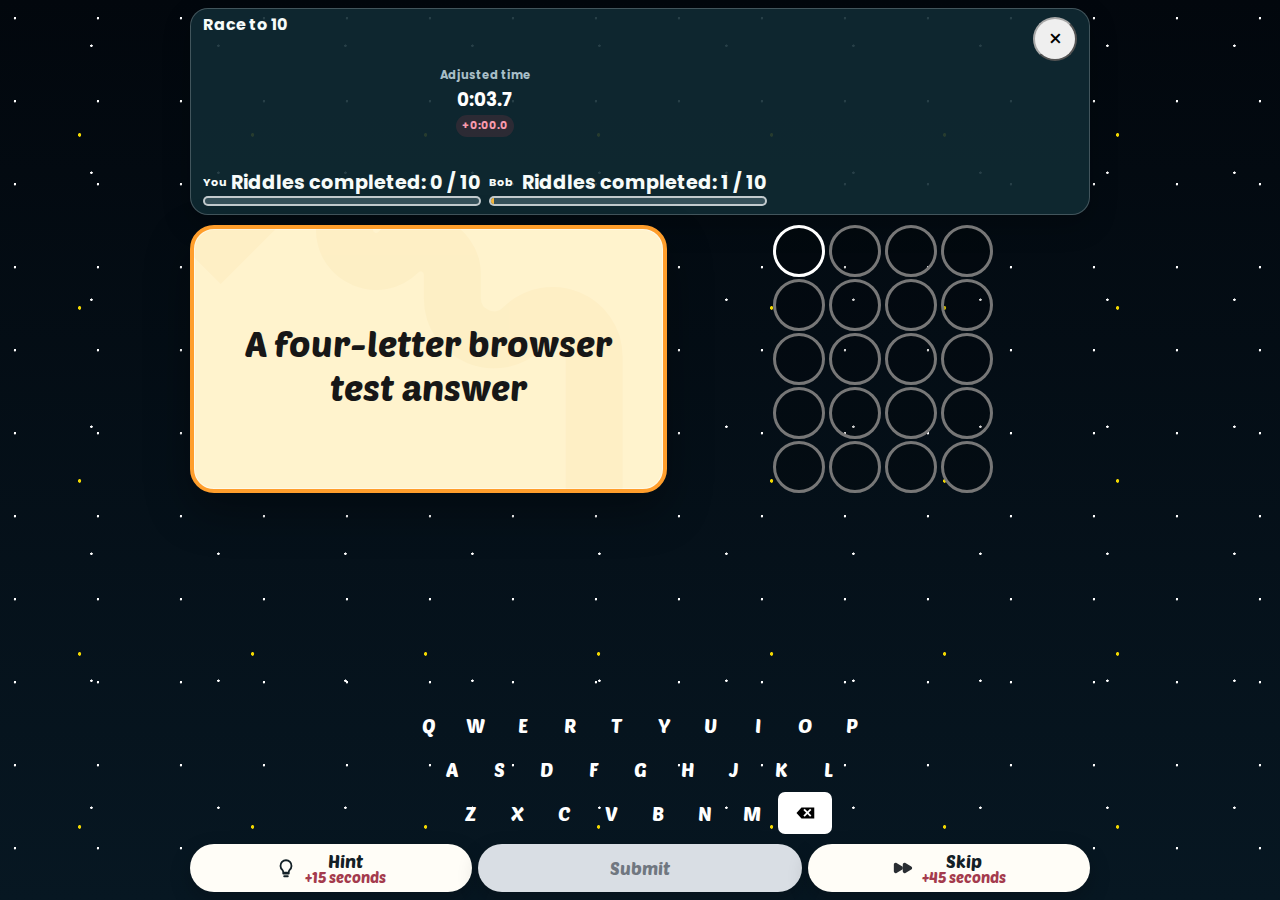 Race to 10
Adjusted time
0:03.7
+0:00.0
You Riddles completed: 0 / 10 Bob Riddles completed: 1 / 10
A four-letter browser
test answer
Q W E R T Y U I O P
A S D F G H J K L
Z X C V B N M
Hint
+15 seconds
Submit
Skip
+45 seconds